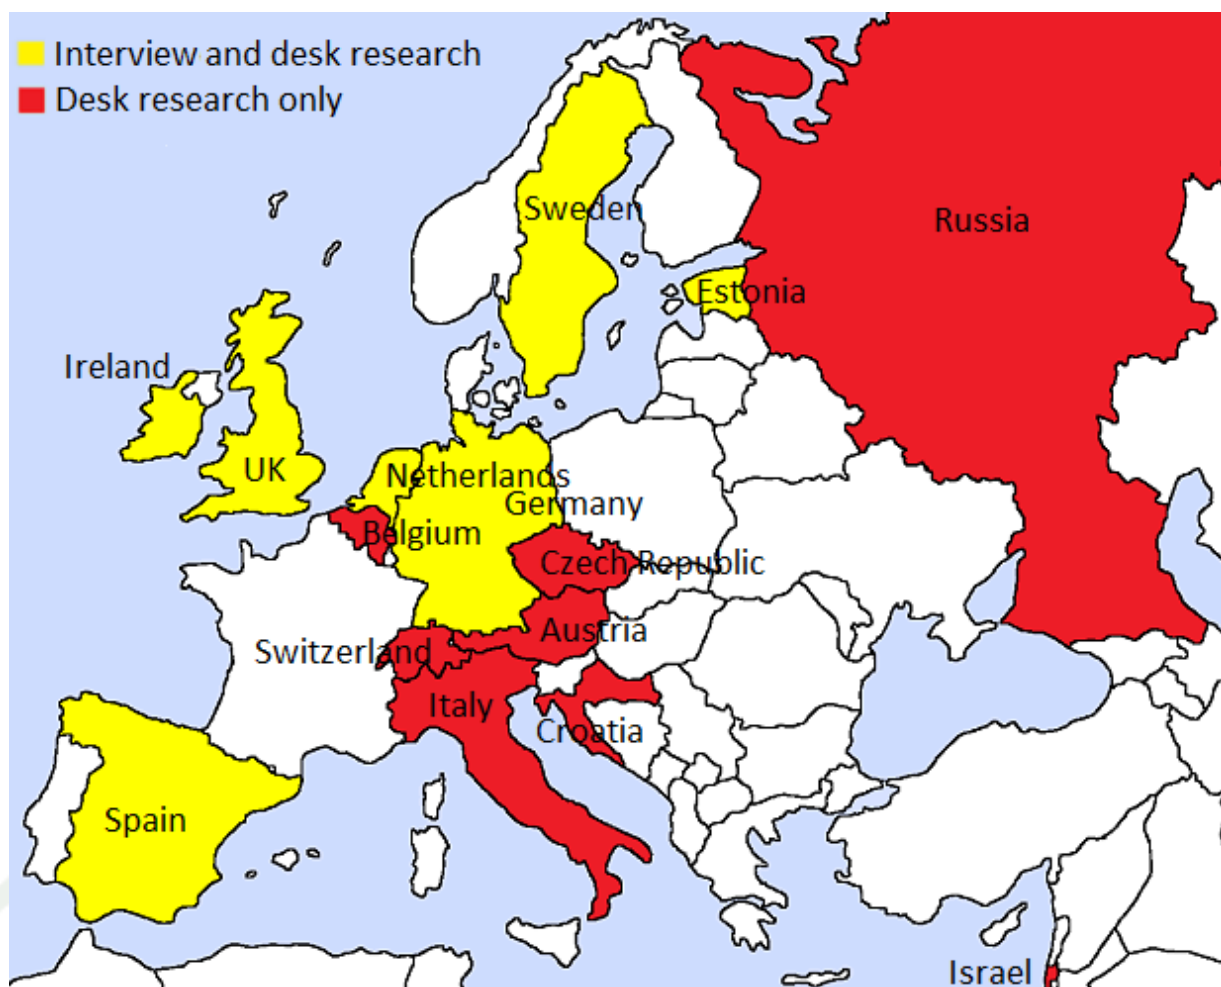 Interview and desk research
Desk research only
Sweden
Russia
Estonia
Ireland
UK
Netherlands
Germany
Belgium
Czech Republic
Austria
Switzerland
Italy
Croatia
Spain
Israel